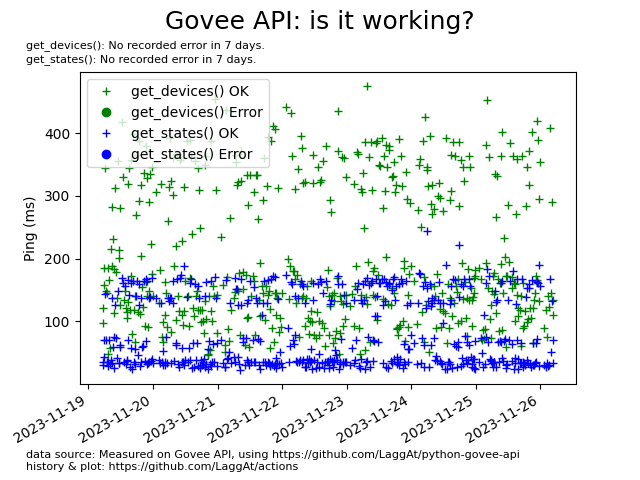 Govee API: is it working?
get_devices(): No recorded error in 7 days.
get_states(): No recorded error in 7 days.
get_devices() OK
get_devices() Error
get_states() OK
get_states() Error
Ping (ms)
400
300
200
100
2023-11-19
2023-11-20
2023-11-21
2023-11-22
2023-11-23
2023-11-24
2023-11-25
2023-11-26
data source: Measured on Govee API, using https://github.com/LaggAt/python-govee-api
history & plot: https://github.com/LaggAt/actions